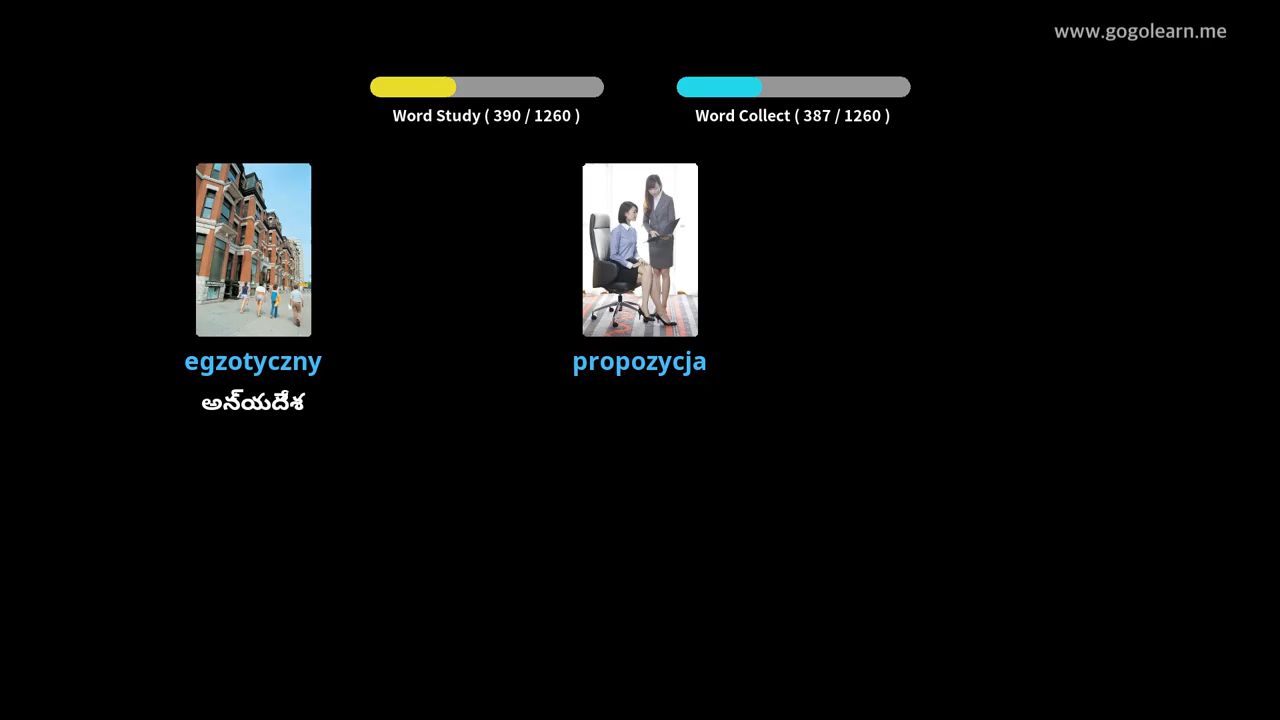 www.gogolearn.me
Word Study ( 390 / 1260 )
Word Collect ( 387 / 1260 )
egzotyczny
propozycja
అన్యదేశ